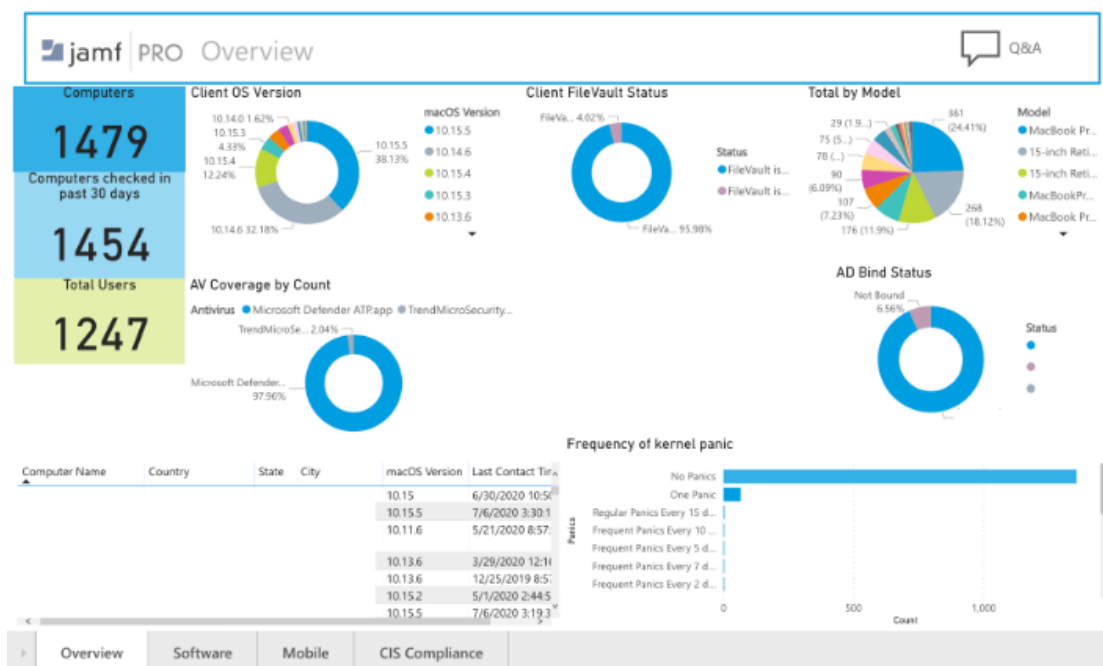 jamf PRO Overview
Q&A
Computers
1479
Computers checked in
past 30 days
1454
Total Users
1247
Client OS Version
10.14.0 1.62%
10.15.3
4.33%
10.15.4
12.24%
10.14.6 32.18%
10.15.5
38.13%
macOS Version
10.15.5
10.14.6
10.15.4
10.15.3
10.13.6
Client FileVault Status
FileVa... 4.02%
FileVa... 95.98%
Status
FileVault is...
FileVault is...
Total by Model
29 (1.9...)
75 (5...)
78 (...)
90
(6.09%)
107
(7.23%)
176 (11.9%)
268
(18.12%)
361
(24.41%)
Model
MacBook Pr...
15-inch Reti...
15-inch Reti...
MacBookPr...
MacBook Pr...
AV Coverage by Count
Antivirus Microsoft Defender ATP.app TrendMicroSecurity...
TrendMicroSe... 2.04%
Microsoft Defender...
97.96%
AD Bind Status
Not Bound
6.56%
Status
Computer Name Country State City macOS Version Last Contact Tir
10.15 6/30/2020 10:50
10.15.5 7/6/2020 3:30:1
10.11.6 5/21/2020 8:57:
10.13.6 3/29/2020 12:10
10.13.6 12/25/2019 8:57
10.15.2 5/1/2020 2:44:5
10.15.5 7/6/2020 3:19:3
Frequency of kernel panic
Panics
No Panics
One Panic
Regular Panics Every 15 d...
Frequent Panics Every 10 ...
Frequent Panics Every 5 d...
Frequent Panics Every 7 d...
Frequent Panics Every 2 d...
0 500 1,000
Count
Overview Software Mobile CIS Compliance